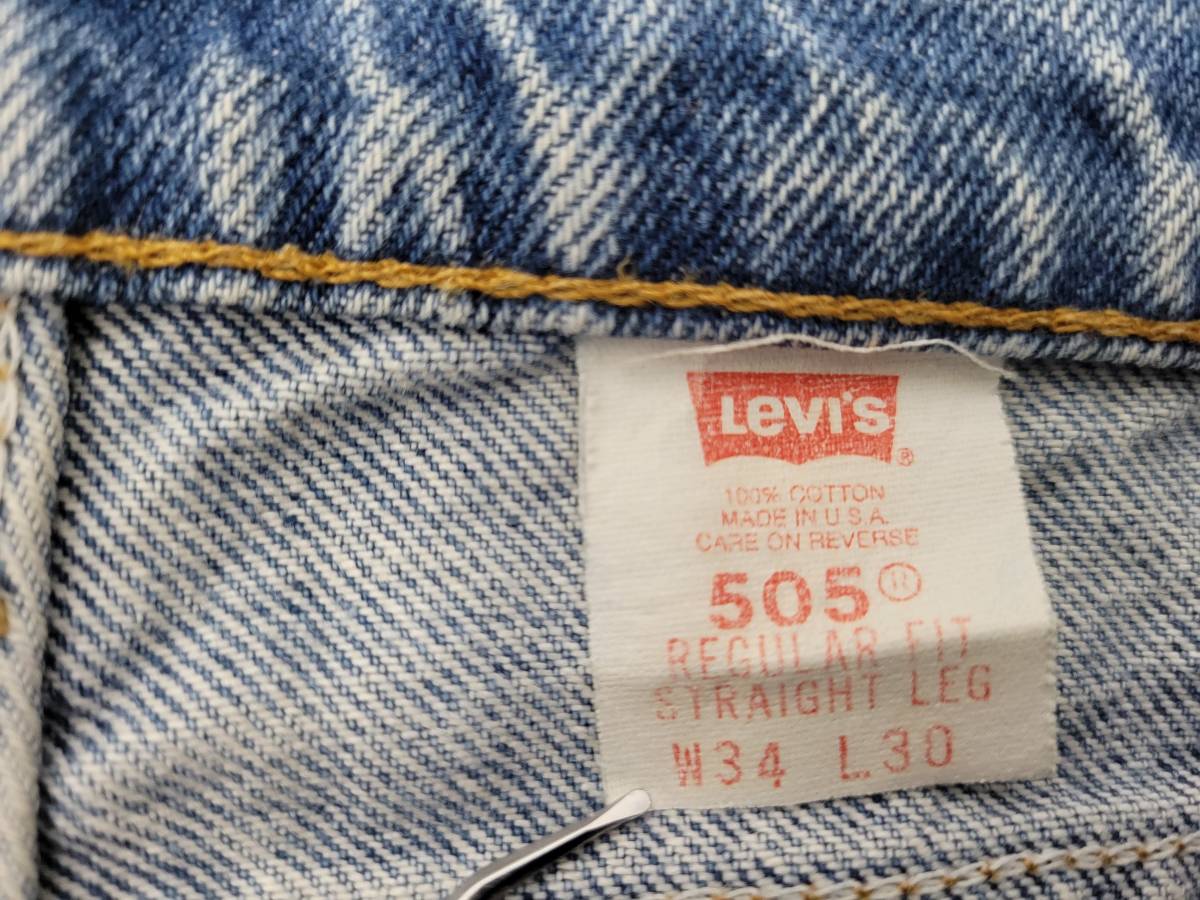 LEVI'S®
100% COTTON
MADE IN U.S.A.
CARE ON REVERSE
505®
REGULAR FIT
STRAIGHT LEG
W34 L30